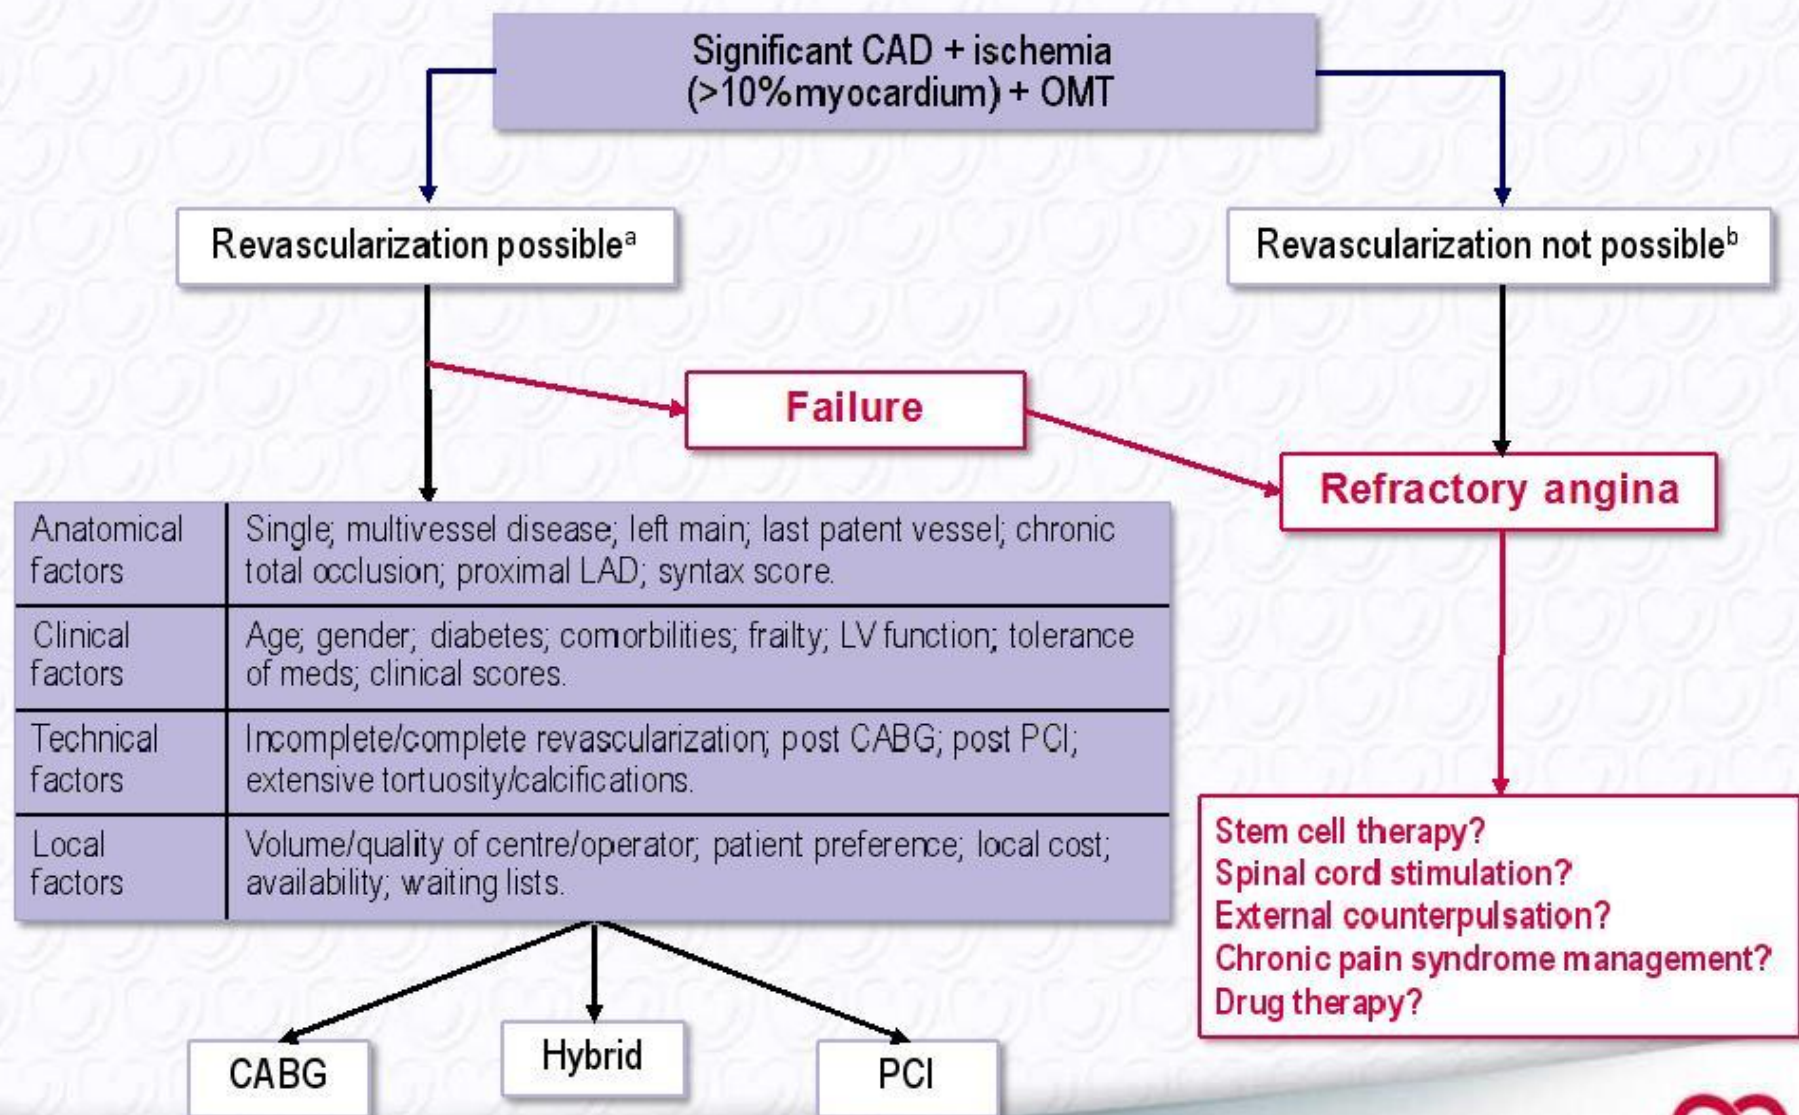 Significant CAD + ischemia
(>10%myocardium) + OMT
Revascularization possibleª
Revascularization not possibleᵇ
Failure
Refractory angina
Anatomical
factors
Single; multivessel disease; left main; last patent vessel; chronic
total occlusion; proximal LAD; syntax score.
Clinical
factors
Age; gender; diabetes; comorbilities; frailty; LV function; tolerance
of meds; clinical scores.
Technical
factors
Incomplete/complete revascularization; post CABG; post PCI;
extensive tortuosity/calcifications.
Local
factors
Volume/quality of centre/operator; patient preference; local cost;
availability; waiting lists.
Stem cell therapy?
Spinal cord stimulation?
External counterpulsation?
Chronic pain syndrome management?
Drug therapy?
CABG
Hybrid
PCI